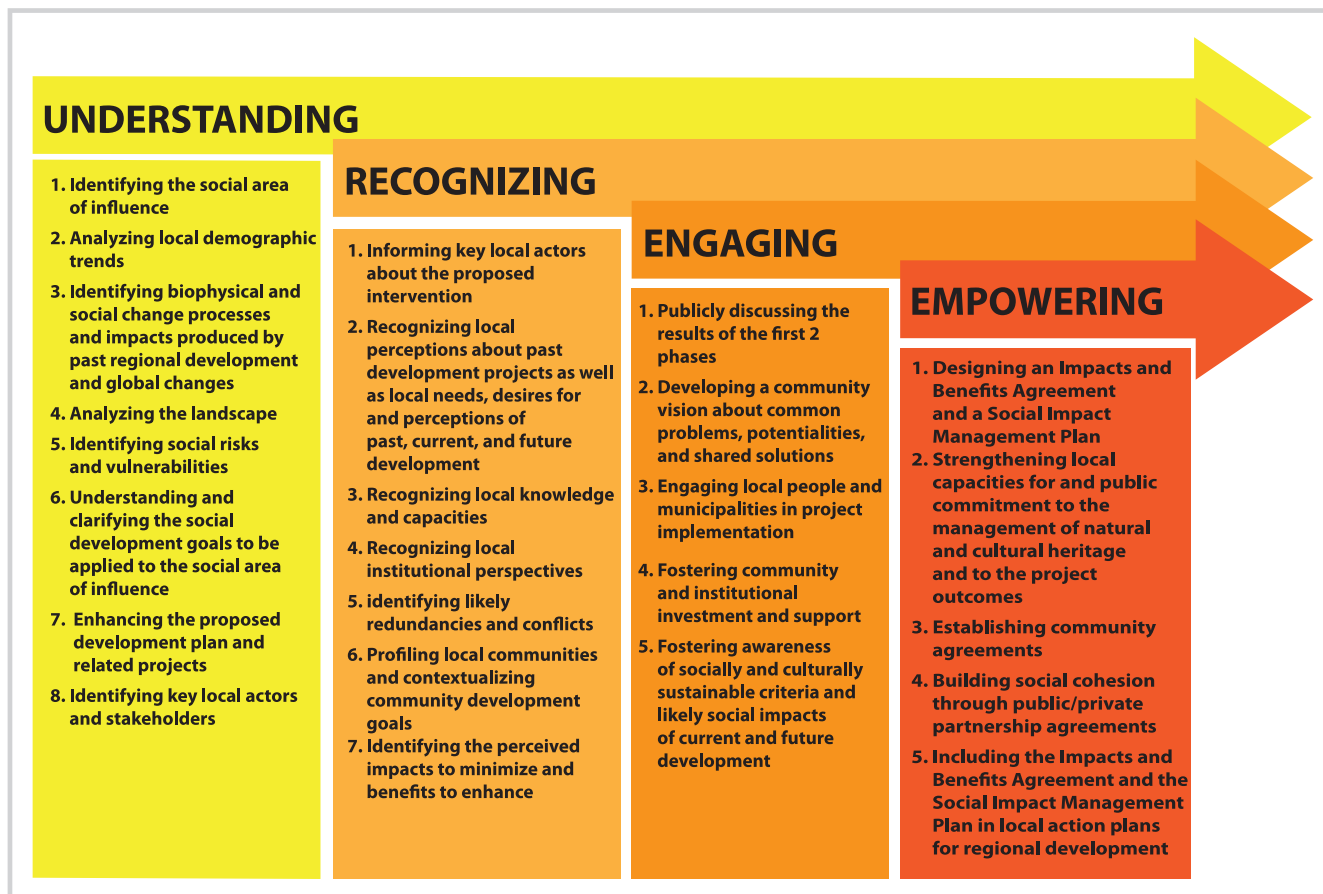 UNDERSTANDING
1. Identifying the social area
of influence
2. Analyzing local demographic
trends
3. Identifying biophysical and
social change processes
and impacts produced by
past regional development
and global changes
4. Analyzing the landscape
5. Identifying social risks
and vulnerabilities
6. Understanding and
clarifying the social
development goals to be
applied to the social area
of influence
7. Enhancing the proposed
development plan and
related projects
8. Identifying key local actors
and stakeholders
RECOGNIZING
1. Informing key local actors
about the proposed
intervention
2. Recognizing local
perceptions about past
development projects as well
as local needs, desires for
and perceptions of
past, current, and future
development
3. Recognizing local knowledge
and capacities
4. Recognizing local
institutional perspectives
5. identifying likely
redundancies and conflicts
6. Profiling local communities
and contextualizing
community development
goals
7. Identifying the perceived
impacts to minimize and
benefits to enhance
ENGAGING
1. Publicly discussing the
results of the first 2
phases
2. Developing a community
vision about common
problems, potentialities,
and shared solutions
3. Engaging local people and
municipalities in project
implementation
4. Fostering community
and institutional
investment and support
5. Fostering awareness
of socially and culturally
sustainable criteria and
likely social impacts
of current and future
development
EMPOWERING
1. Designing an Impacts and
Benefits Agreement
and a Social Impact
Management Plan
2. Strengthening local
capacities for and public
commitment to the
management of natural
and cultural heritage
and to the project
outcomes
3. Establishing community
agreements
4. Building social cohesion
through public/private
partnership agreements
5. Including the Impacts and
Benefits Agreement and the
Social Impact Management
Plan in local action plans
for regional development